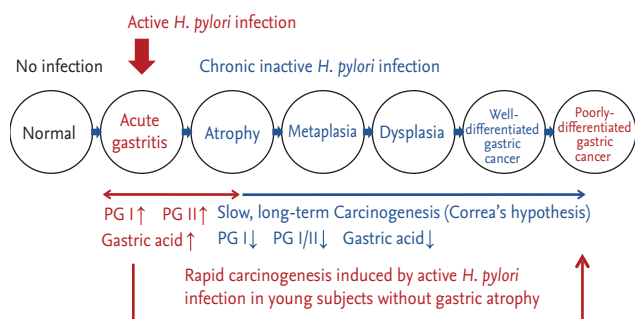 Active H. pylori infection
No infection
Chronic inactive H. pylori infection
Normal
Acute
gastritis
Atrophy
Metaplasia
Dysplasia
Well-
differentiated
gastric
cancer
Poorly-
differentiated
gastric
cancer
PG I↑ PG II↑
Gastric acid↑
Slow, long-term Carcinogenesis (Correa's hypothesis)
PG I↓ PG I/II↓ Gastric acid↓
Rapid carcinogenesis induced by active H. pylori
infection in young subjects without gastric atrophy